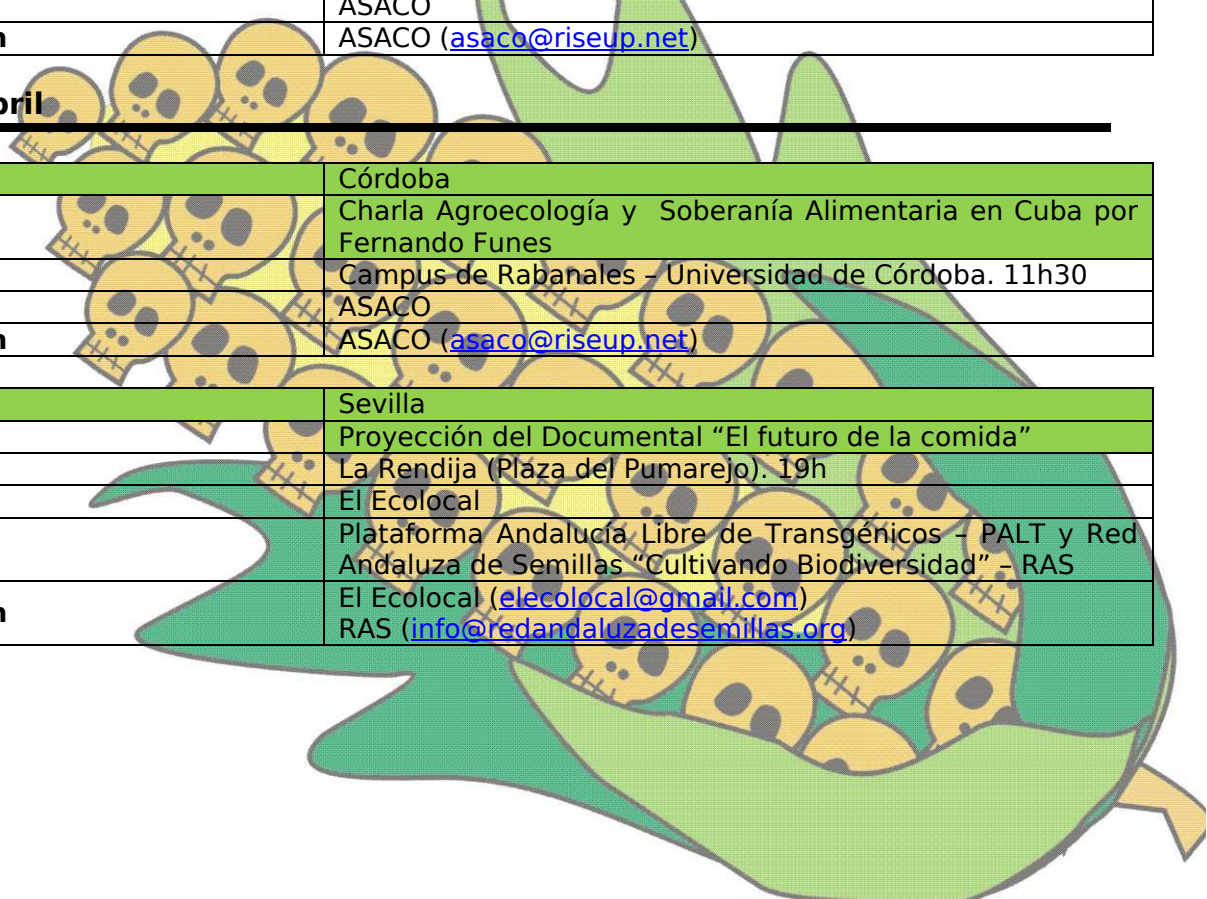 ASACO
n
ASACO (asaco@riseup.net)
bril
Córdoba
Charla Agroecología y Soberanía Alimentaria en Cuba por
Fernando Funes
Campus de Rabanales – Universidad de Córdoba. 11h30
ASACO
n
ASACO (asaco@riseup.net)
Sevilla
Proyección del Documental “El futuro de la comida”
La Rendija (Plaza del Pumarejo). 19h
El Ecolocal
Plataforma Andalucía Libre de Transgénicos – PALT y Red
Andaluza de Semillas “Cultivando Biodiversidad” – RAS
n
El Ecolocal (elecolocal@gmail.com)
RAS (info@redandaluzadesemillas.org)